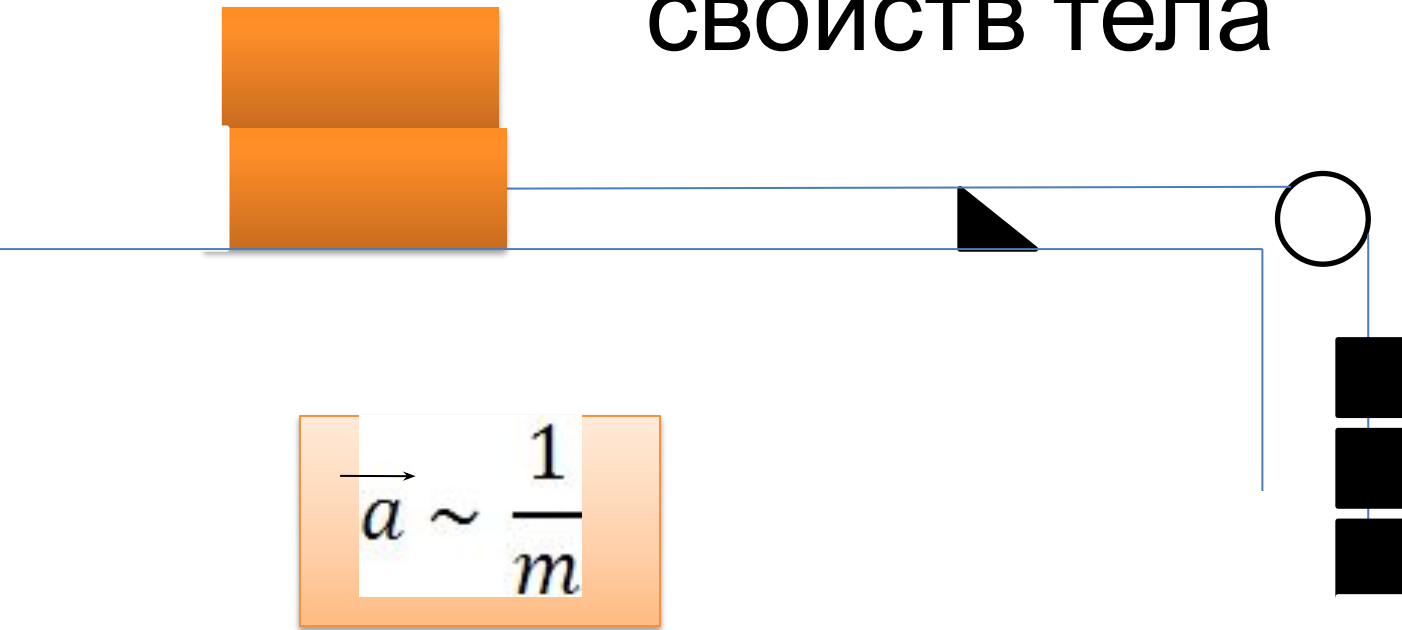 свойств тела
a ~ 1/m